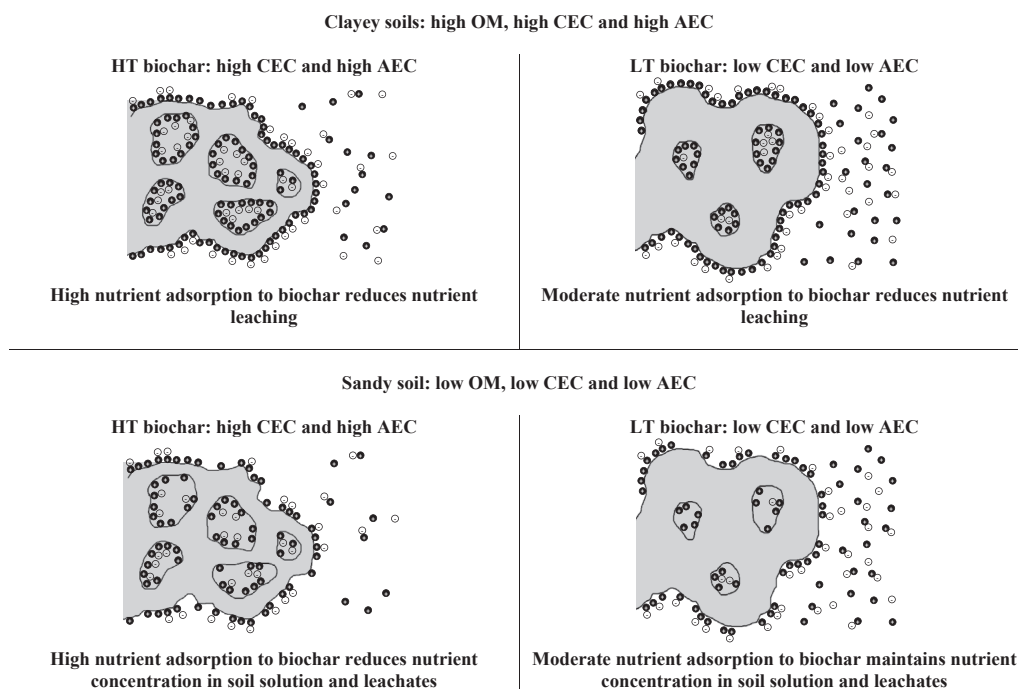 Clayey soils: high OM, high CEC and high AEC
HT biochar: high CEC and high AEC
High nutrient adsorption to biochar reduces nutrient
leaching
LT biochar: low CEC and low AEC
Moderate nutrient adsorption to biochar reduces nutrient
leaching
Sandy soil: low OM, low CEC and low AEC
HT biochar: high CEC and high AEC
High nutrient adsorption to biochar reduces nutrient
concentration in soil solution and leachates
LT biochar: low CEC and low AEC
Moderate nutrient adsorption to biochar maintains nutrient
concentration in soil solution and leachates